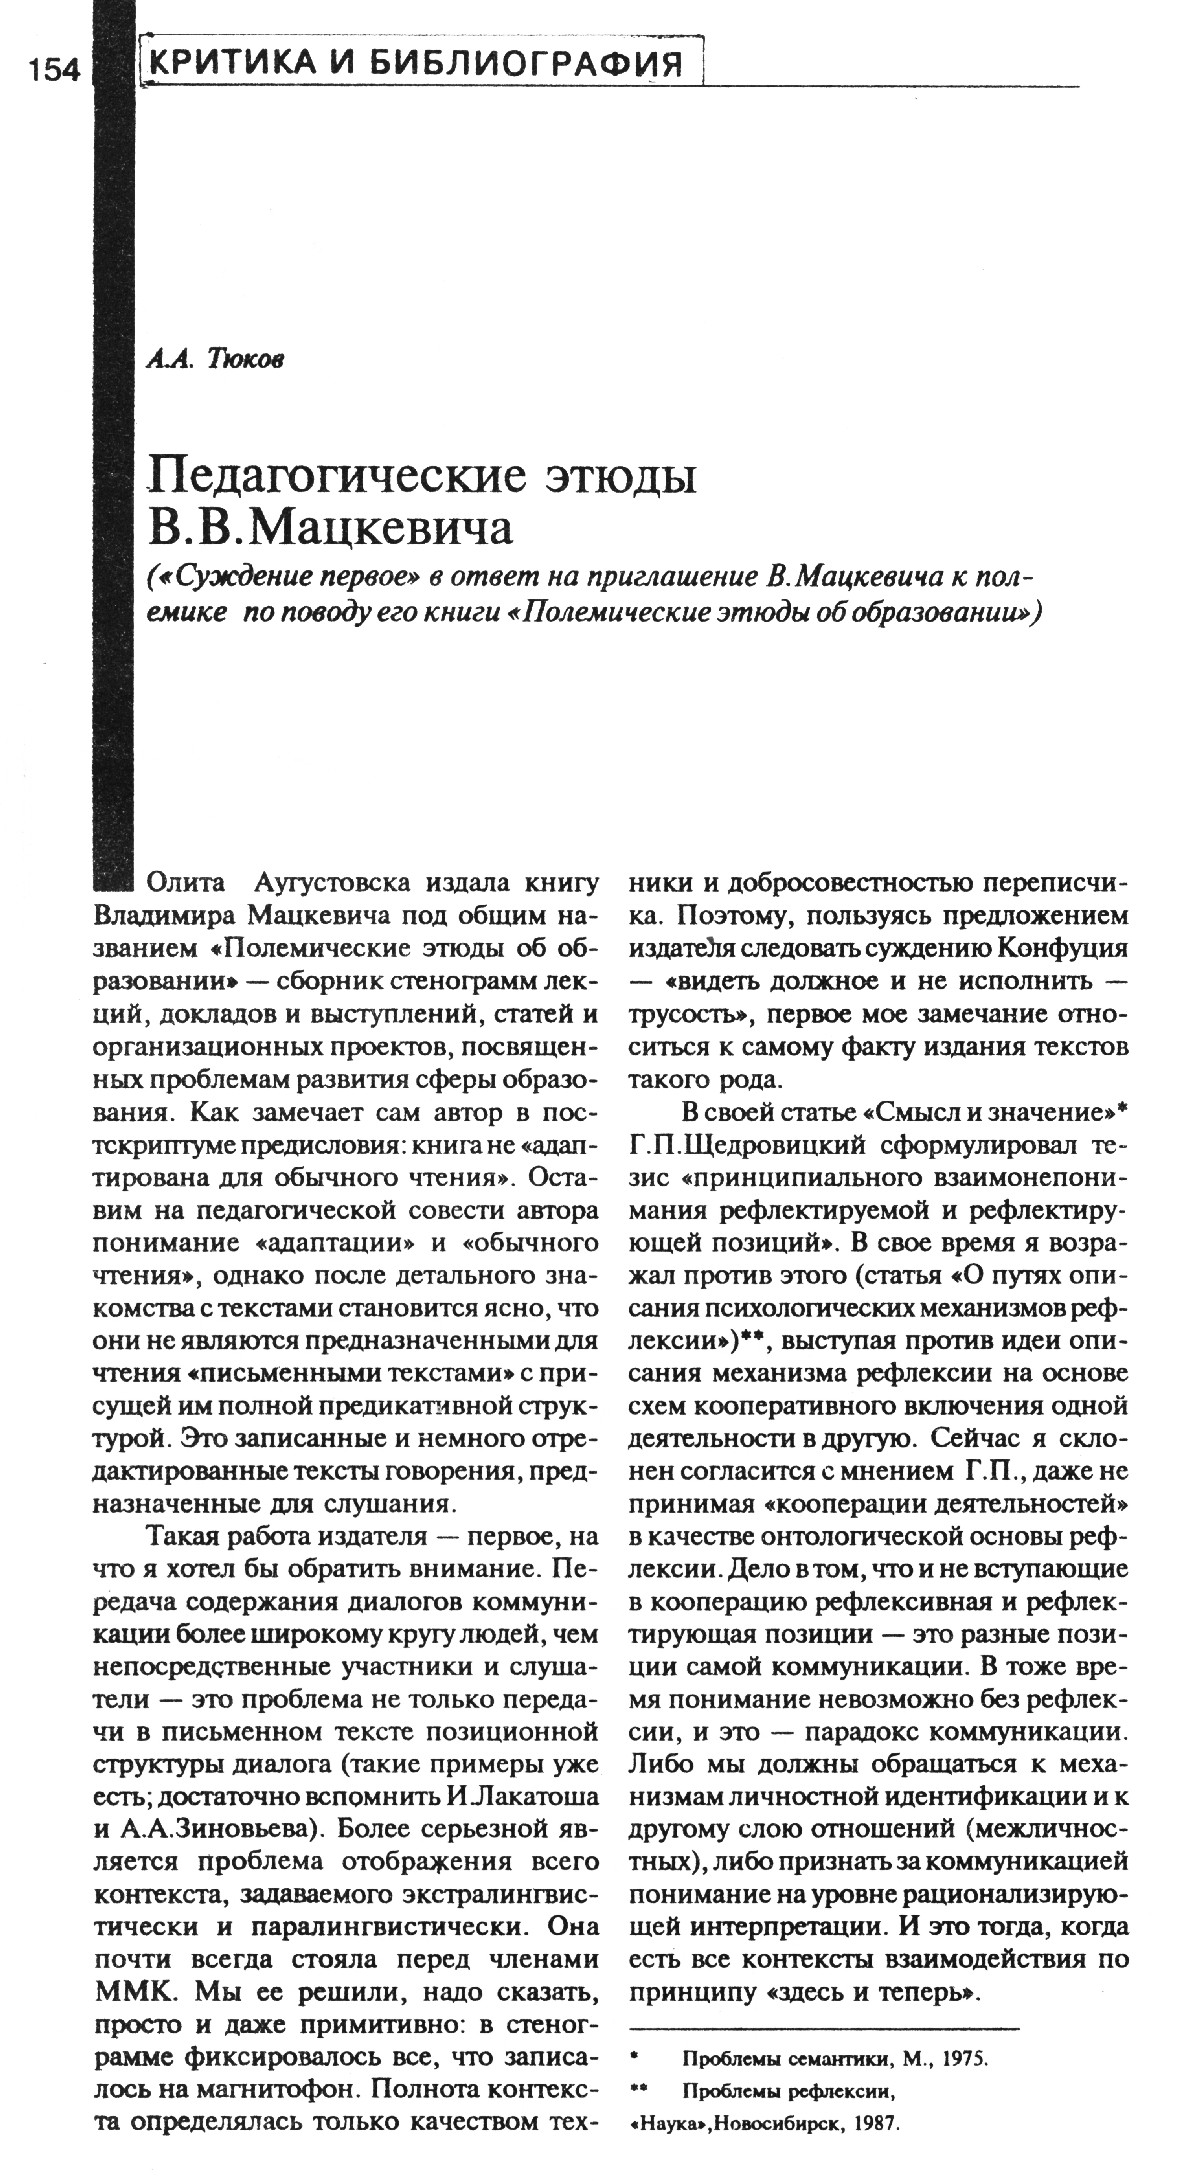 154
КРИТИКА И БИБЛИОГРАФИЯ
А.А. Тюков
Педагогические этюды
В.В.Мацкевича
(«Суждение первое» в ответ на приглашение В.Мацкевича к пол-
емике по поводу его книги «Полемические этюды об образовании»)
Олита Аугустовска издала книгу
Владимира Мацкевича под общим на-
званием «Полемические этюды об об-
разовании» — сборник стенограмм лек-
ций, докладов и выступлений, статей и
организационных проектов, посвящен-
ных проблемам развития сферы образо-
вания. Как замечает сам автор в пос-
тскриптуме предисловия: книга не «адап-
тирована для обычного чтения». Оста-
вим на педагогической совести автора
понимание «адаптации» и «обычного
чтения», однако после детального зна-
комства с текстами становится ясно, что
они не являются предназначенными для
чтения «письменными текстами» с при-
сущей им полной предикативной струк-
турой. Это записанные и немного отре-
дактированные тексты говорения, пред-
назначенные для слушания.
Такая работа издателя — первое, на
что я хотел бы обратить внимание. Пе-
редача содержания диалогов коммуни-
кации более широкому кругу людей, чем
непосредственные участники и слуша-
тели — это проблема не только переда-
чи в письменном тексте позиционной
структуры диалога (такие примеры уже
есть; достаточно вспомнить И.Лакатоша
и А.А.Зиновьева). Более серьезной яв-
ляется проблема отображения всего
контекста, задаваемого экстралингвис-
тически и паралингвистически. Она
почти всегда стояла перед членами
ММК. Мы ее решили, надо сказать,
просто и даже примитивно: в стеног-
рамме фиксировалось все, что записа-
лось на магнитофон. Полнота контекс-
та определялась только качеством тех-
ники и добросовестностью переписчи-
ка. Поэтому, пользуясь предложением
издателя следовать суждению Конфуция
— «видеть должное и не исполнить —
трусость», первое мое замечание отно-
ситься к самому факту издания текстов
такого рода.
В своей статье «Смысл и значение»*
Г.П.Щедровицкий сформулировал те-
зис «принципиального взаимонепони-
мания рефлектируемой и рефлектиру-
ющей позиций». В свое время я возра-
жал против этого (статья «О путях опи-
сания психологических механизмов реф-
лексии»)**, выступая против идеи опи-
сания механизма рефлексии на основе
схем кооперативного включения одной
деятельности в другую. Сейчас я скло-
нен согласится с мнением Г.П., даже не
принимая «кооперации деятельностей»
в качестве онтологической основы реф-
лексии. Дело в том, что и не вступающие
в кооперацию рефлексивная и рефлек-
тирующая позиции — это разные пози-
ции самой коммуникации. В тоже вре-
мя понимание невозможно без рефлек-
сии, и это — парадокс коммуникации.
Либо мы должны обращаться к меха-
низмам личностной идентификации и к
другому слою отношений (межличнос-
тных), либо признать за коммуникацией
понимание на уровне рационализирую-
щей интерпретации. И это тогда, когда
есть все контексты взаимодействия по
принципу «здесь и теперь».
* Проблемы семантики, М., 1975.
** Проблемы рефлексии,
«Наука»,Новосибирск, 1987.